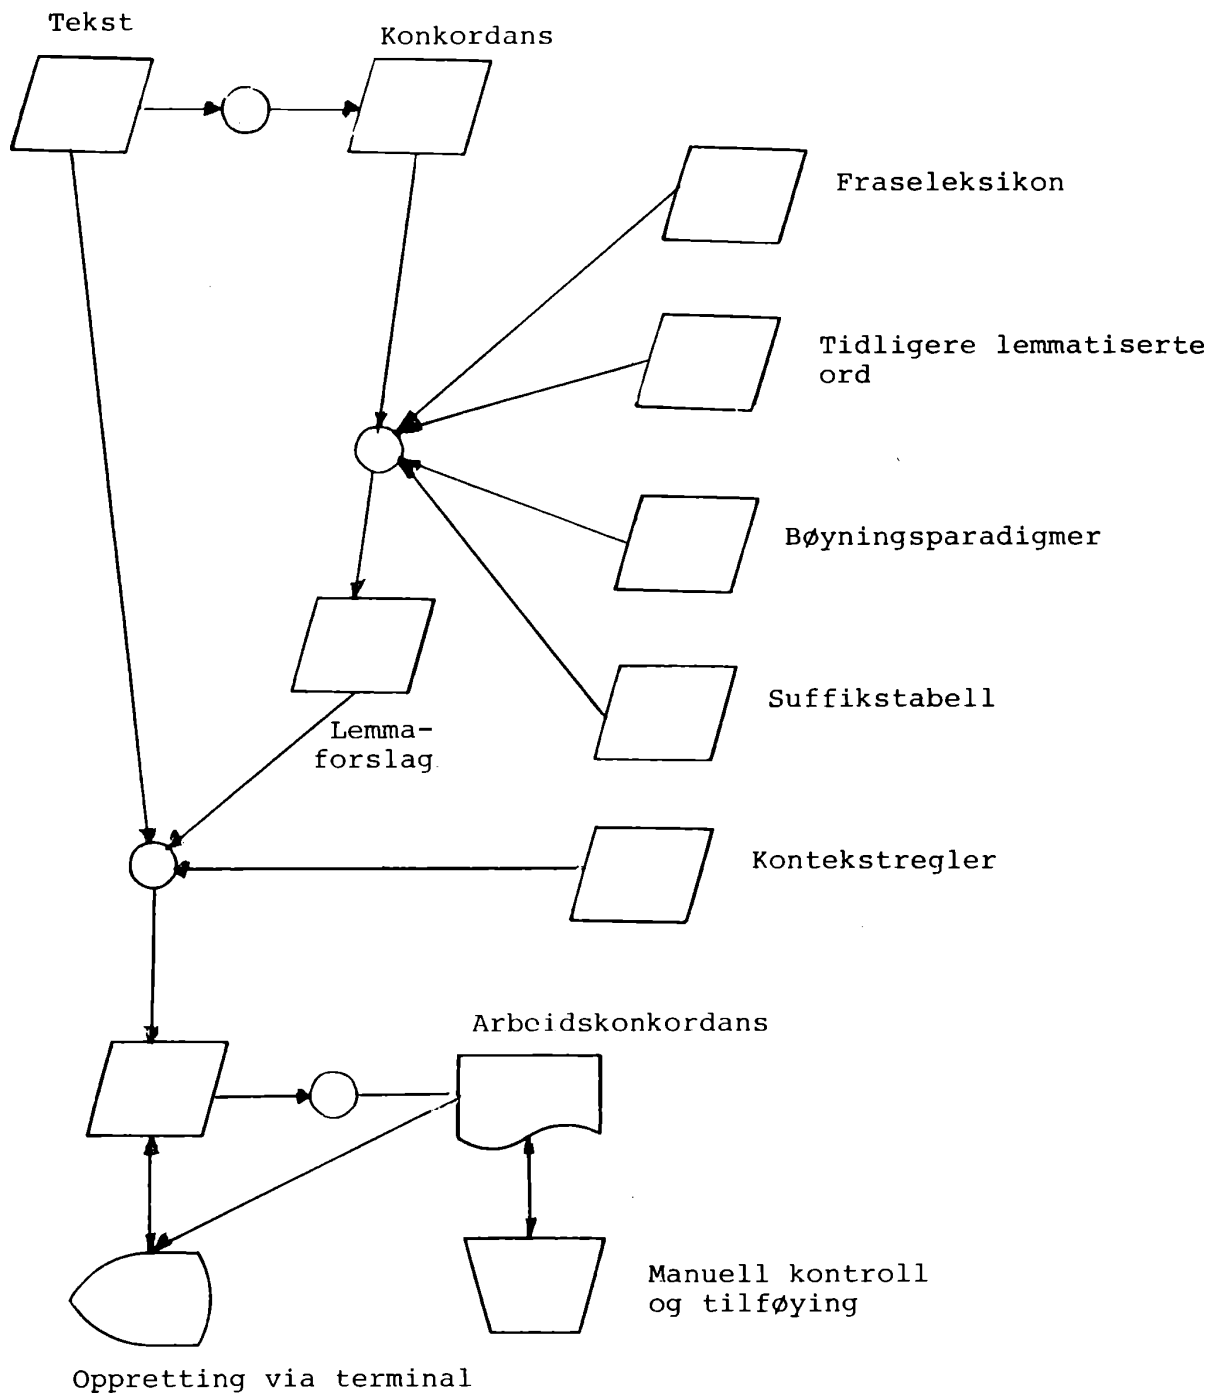 Tekst
Konkordans
Fraseleksikon
Tidligere lemmatiserte
ord
Bøyningsparadigmer
Suffikstabell
Lemma-
forslag
Kontekstregler
Arbeidskonkordans
Manuell kontroll
og tilføying
Oppretting via terminal